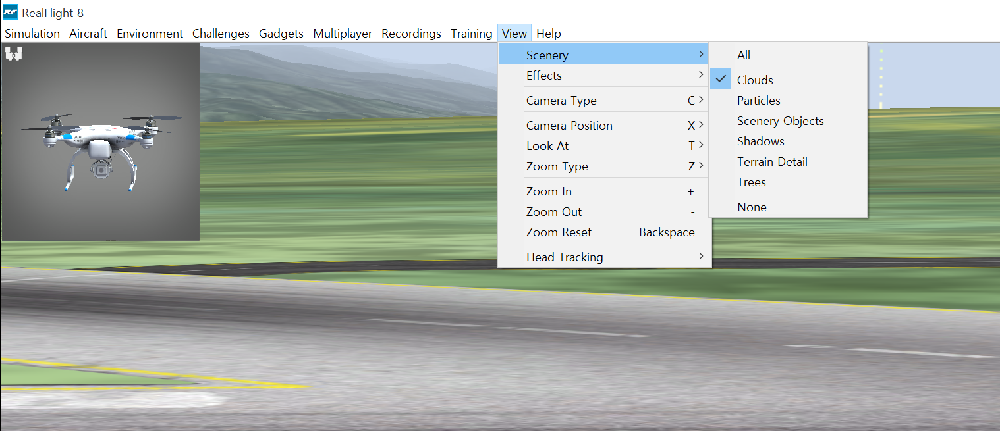 RF RealFlight 8
Simulation Aircraft Environment Challenges Gadgets Multiplayer Recordings Training View Help
Scenery
Effects
Camera Type C
Camera Position X
Look At T
Zoom Type Z
Zoom In +
Zoom Out -
Zoom Reset Backspace
Head Tracking
All
Clouds
Particles
Scenery Objects
Shadows
Terrain Detail
Trees
None